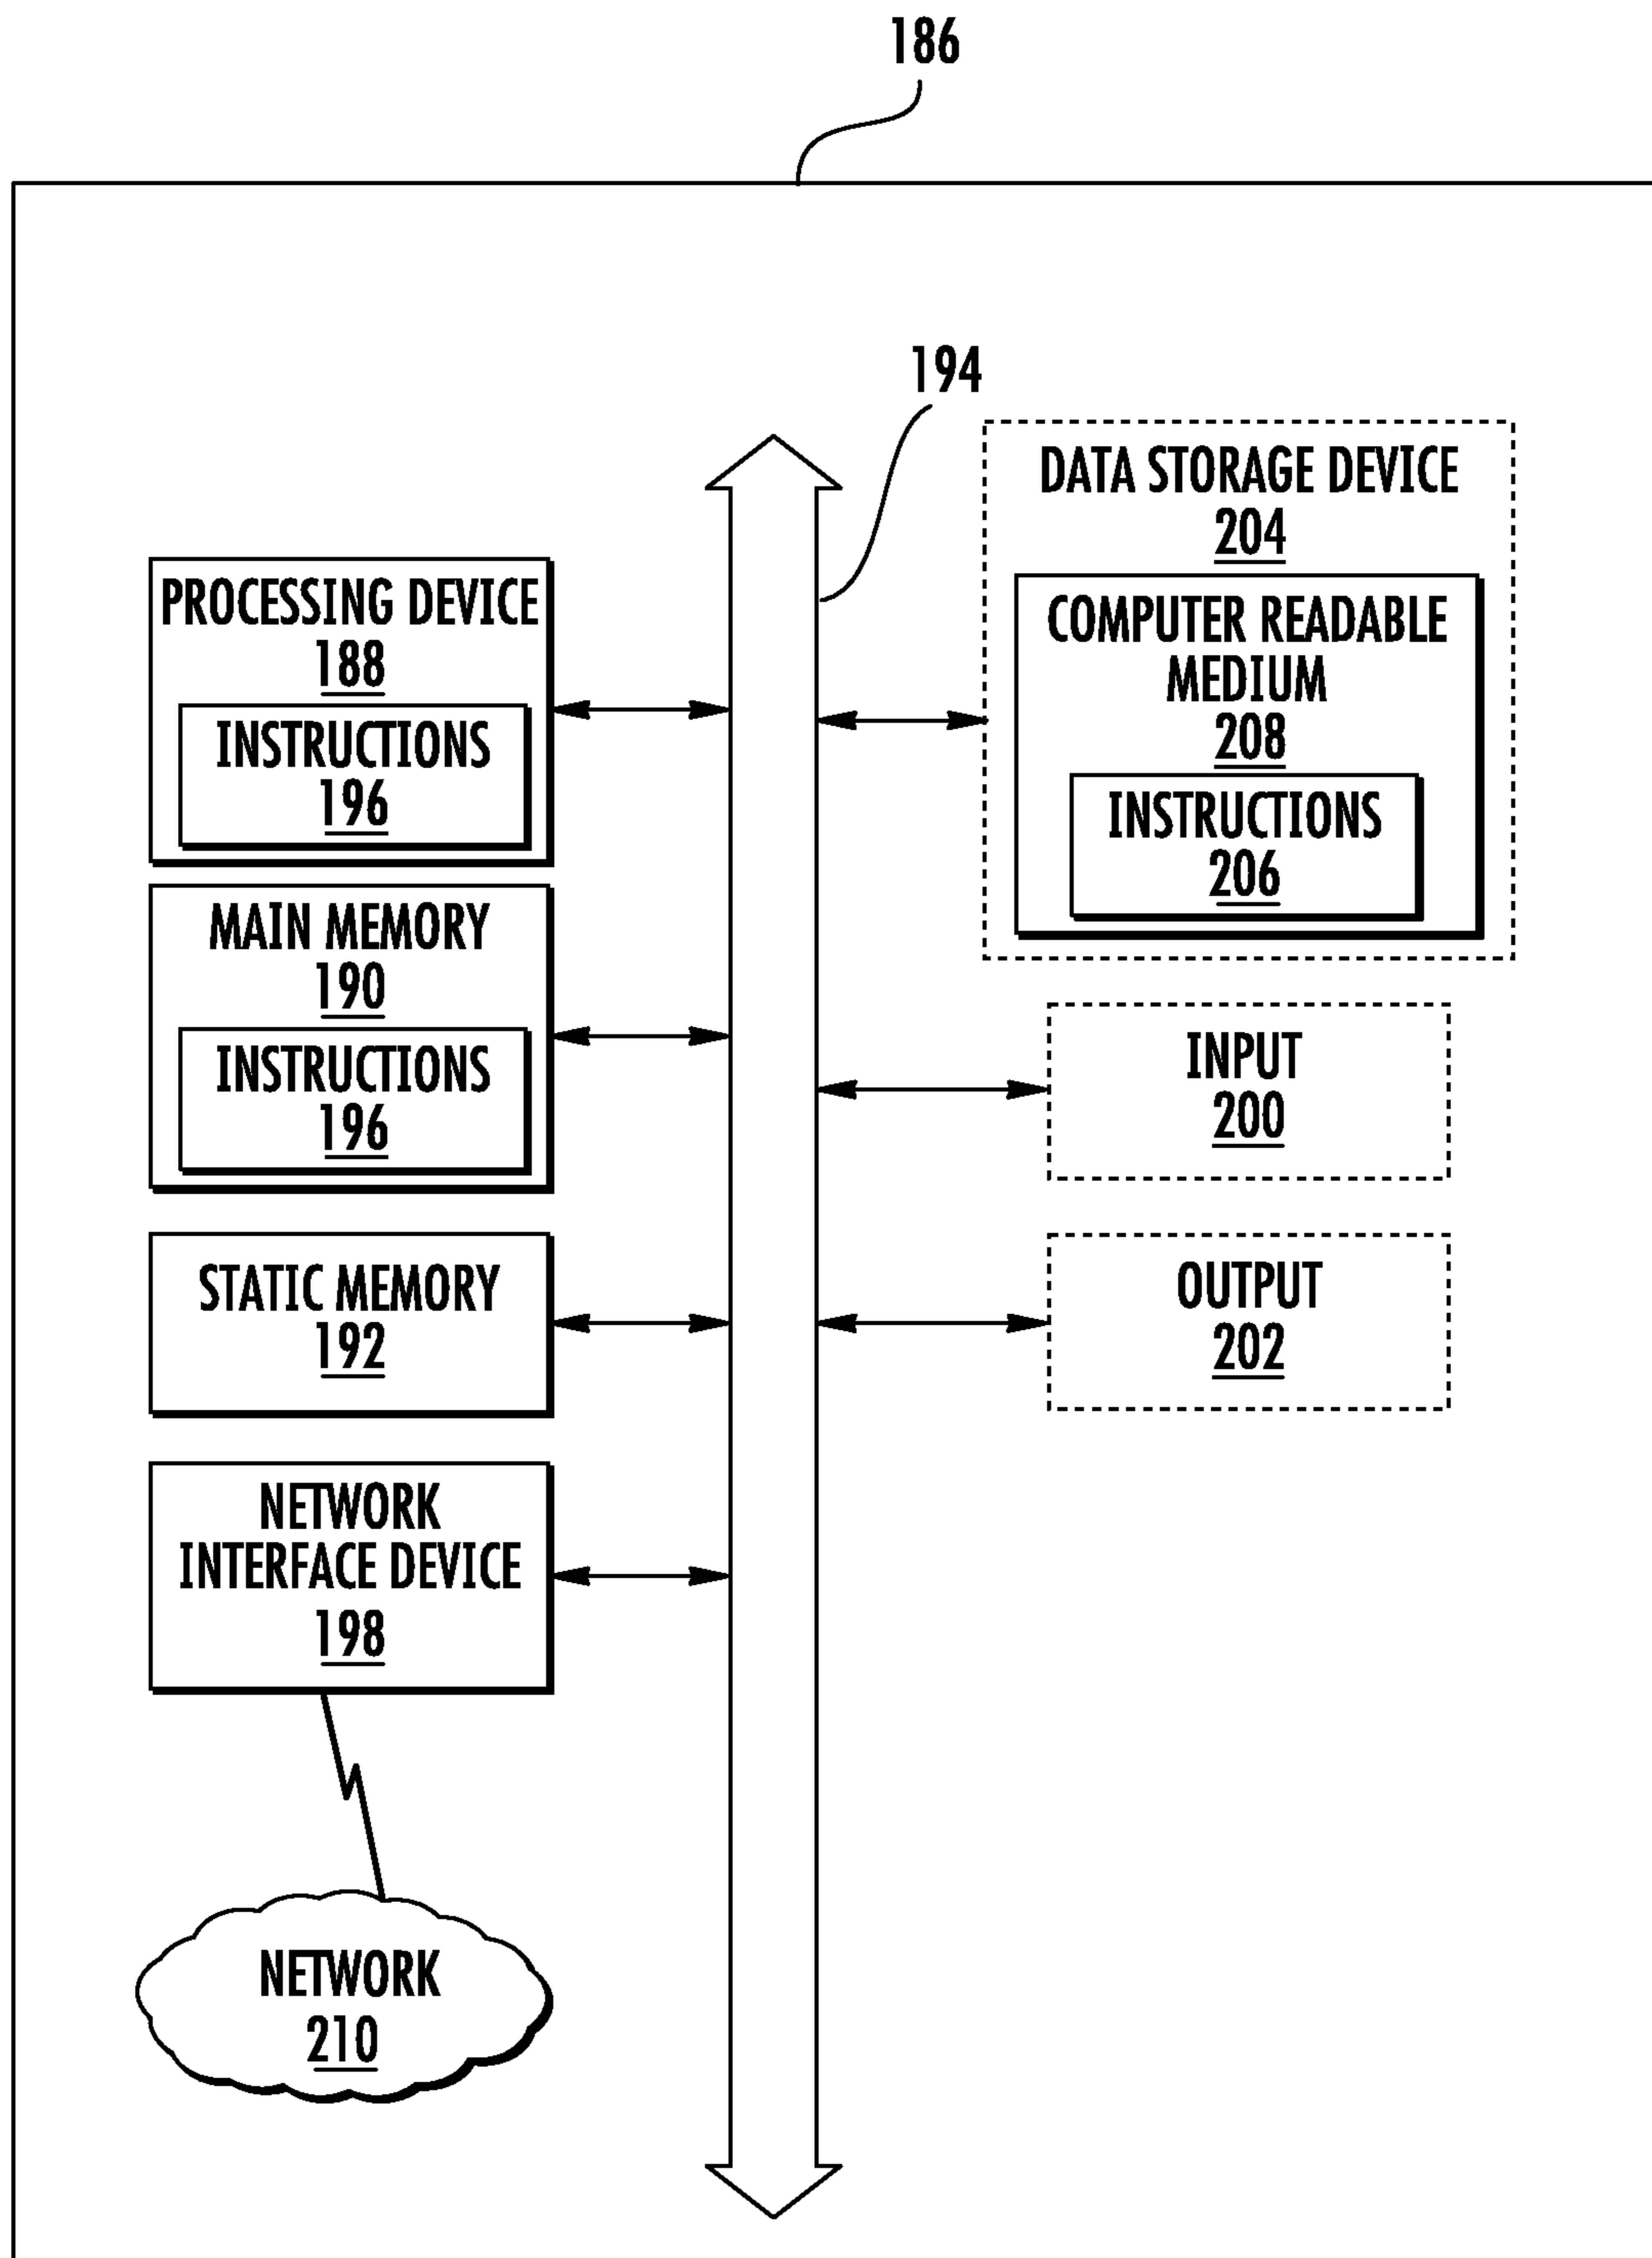 186
194
PROCESSING DEVICE
188
INSTRUCTIONS
196
MAIN MEMORY
190
INSTRUCTIONS
196
STATIC MEMORY
192
NETWORK
INTERFACE DEVICE
198
NETWORK
210
DATA STORAGE DEVICE
204
COMPUTER READABLE
MEDIUM
208
INSTRUCTIONS
206
INPUT
200
OUTPUT
202